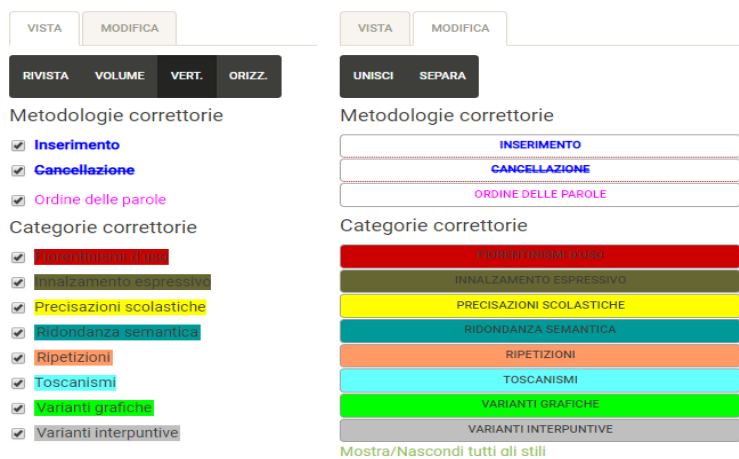 VISTA MODIFICA
RIVISTA VOLUME VERT. ORIZZ.
Metodologie correttorie
Inserimento
Cancellazione
Ordine delle parole
Categorie correttorie
Fiorentinismi d'uso
Innalzamento espressivo
Precisazioni scolastiche
Ridondanza semantica
Ripetizioni
Toscanismi
Varianti grafiche
Varianti interpuntive
VISTA MODIFICA
UNISCI SEPARA
Metodologie correttorie
INSERIMENTO
CANCELLAZIONE
ORDINE DELLE PAROLE
Categorie correttorie
FIORENTINISMI D'USO
INNALZAMENTO ESPRESSIVO
PRECISAZIONI SCOLASTICHE
RIDONDANZA SEMANTICA
RIPETIZIONI
TOSCANISMI
VARIANTI GRAFICHE
VARIANTI INTERPUNTIVE
Mostra/Nascondi tutti gli stili